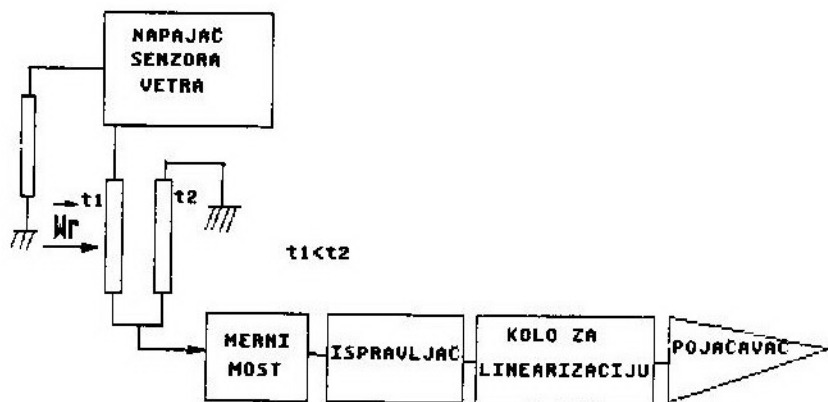 NAPAJAČ
SENZORA
VETRA
t1
t2
Wr
t1<t2
MERNI
MOST
ISPRAVLJAČ
KOLO ZA
LINEARIZACIJU
POJAČAVAČ